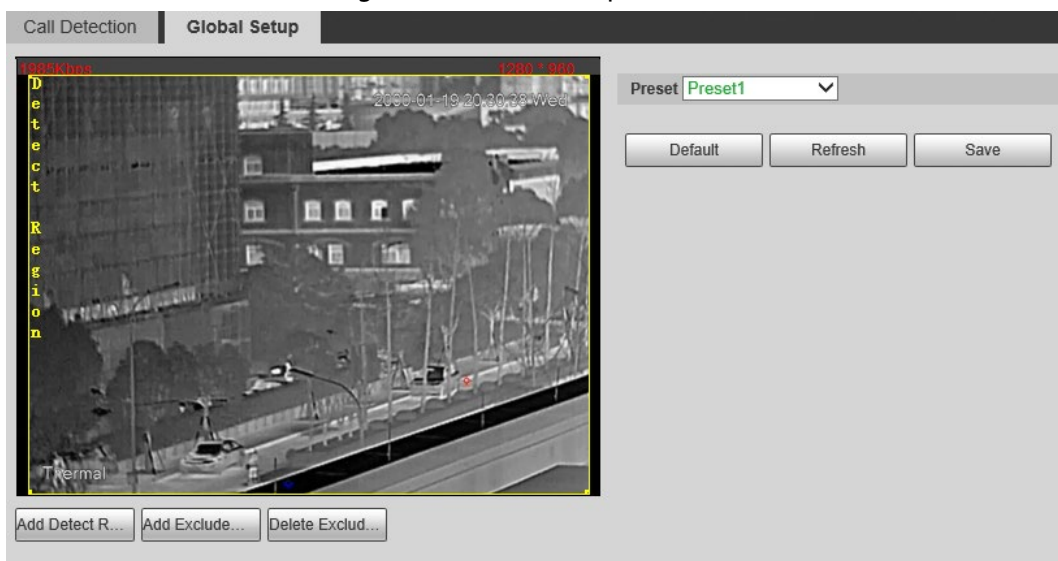 Call Detection Global Setup
1985Kbps 1280 * 960
Detect Region
2000-01-19 20:30:38 Wed
Thermal
Preset Preset1
Default Refresh Save
Add Detect R... Add Exclude... Delete Exclud...